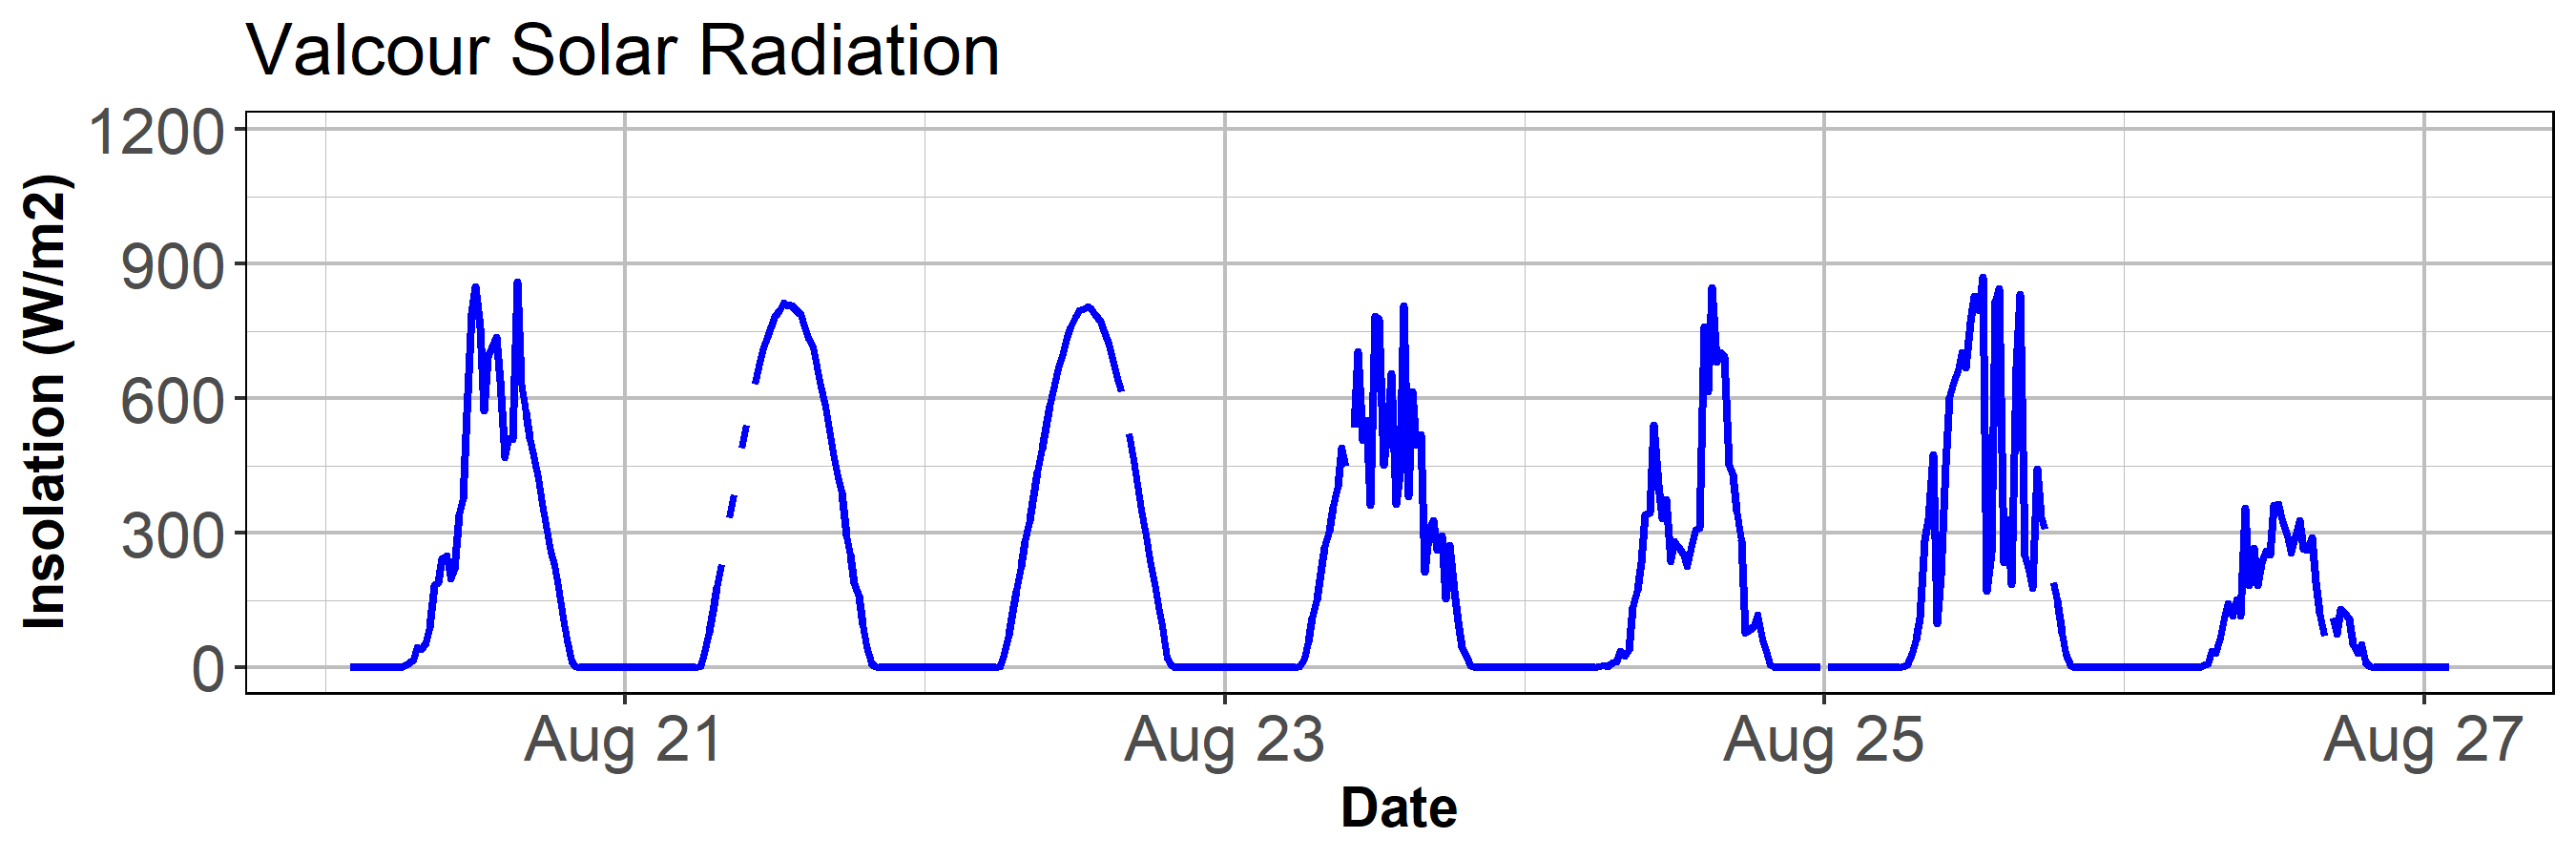 Valcour Solar Radiation
Insolation (W/m2)
1200
900
600
300
0
Aug 21 Aug 23 Aug 25 Aug 27
Date